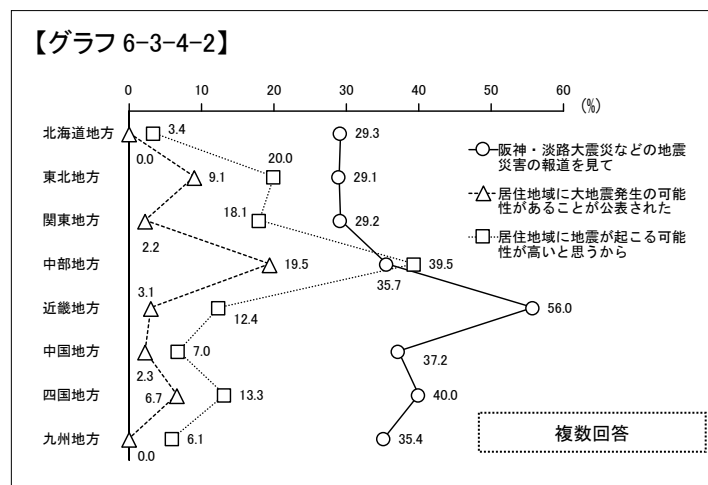 【グラフ6-3-4-2】
0 10 20 30 40 50 60
(%)
北海道地方 0.0 3.4 29.3
東北地方 9.1 20.0 29.1
関東地方 2.2 18.1 29.2
中部地方 19.5 35.7 39.5
近畿地方 3.1 12.4 56.0
中国地方 2.3 7.0 37.2
四国地方 6.7 13.3 40.0
九州地方 0.0 6.1 35.4
阪神・淡路大震災などの地震
災害の報道を見て
居住地域に大地震発生の可能
性があることが公表された
居住地域に地震が起こる可能
性が高いと思うから
複数回答